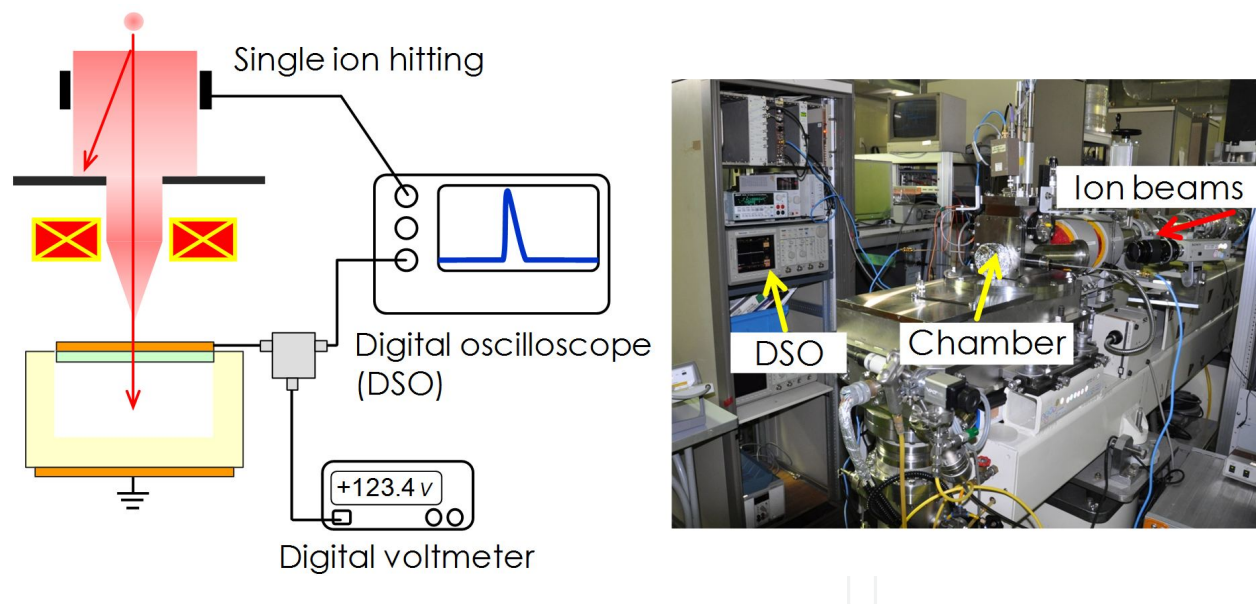 Single ion hitting
Digital oscilloscope
(DSO)
+123.4 V
Digital voltmeter
Ion beams
Chamber
DSO